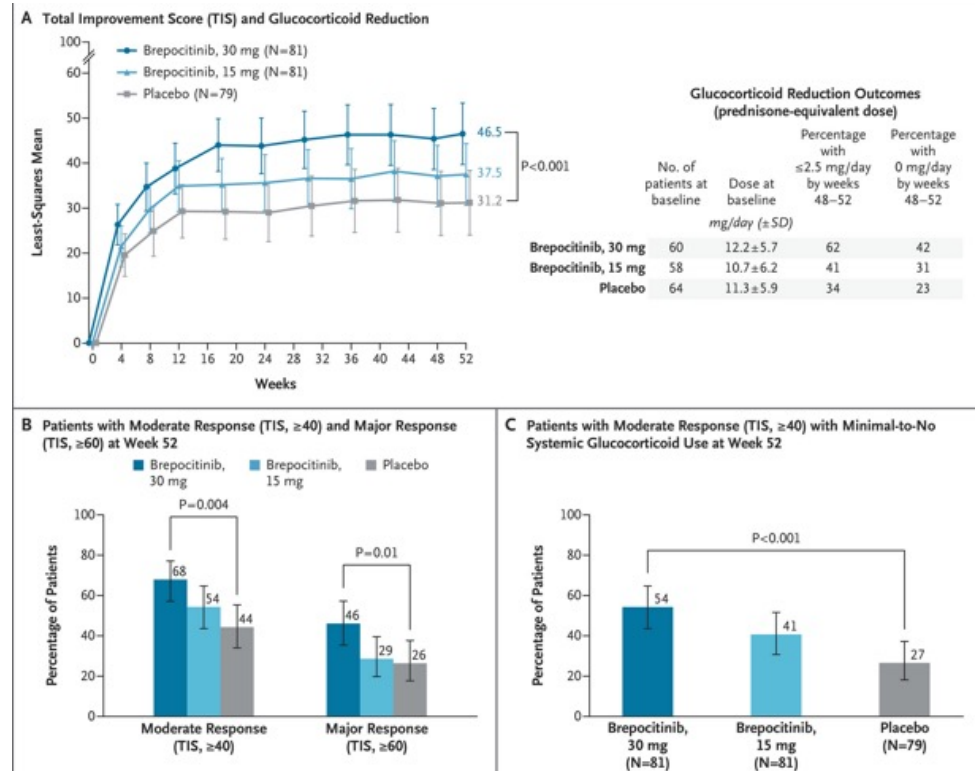 A Total Improvement Score (TIS) and Glucocorticoid Reduction
100
60
50
40
30
20
10
0
Least-Squares Mean
Brepocitinib, 30 mg (N=81)
Brepocitinib, 15 mg (N=81)
Placebo (N=79)
46.5
37.5
31.2
P<0.001
0 4 8 12 16 20 24 28 32 36 40 44 48 52
Weeks
Glucocorticoid Reduction Outcomes
(prednisone-equivalent dose)
No. of patients at baseline
Dose at baseline
Percentage with ≤2.5 mg/day by weeks 48–52
Percentage with 0 mg/day by weeks 48–52
mg/day (±SD)
Brepocitinib, 30 mg 60 12.2±5.7 62 42
Brepocitinib, 15 mg 58 10.7±6.2 41 31
Placebo 64 11.3±5.9 34 23
B Patients with Moderate Response (TIS, ≥40) and Major Response
(TIS, ≥60) at Week 52
Brepocitinib, 30 mg
Brepocitinib, 15 mg
Placebo
Percentage of Patients
100
80
60
40
20
0
P=0.004
68
54
44
P=0.01
46
29
26
Moderate Response
(TIS, ≥40)
Major Response
(TIS, ≥60)
C Patients with Moderate Response (TIS, ≥40) with Minimal-to-No
Systemic Glucocorticoid Use at Week 52
Percentage of Patients
100
80
60
40
20
0
P<0.001
54
41
27
Brepocitinib,
30 mg
(N=81)
Brepocitinib,
15 mg
(N=81)
Placebo
(N=79)